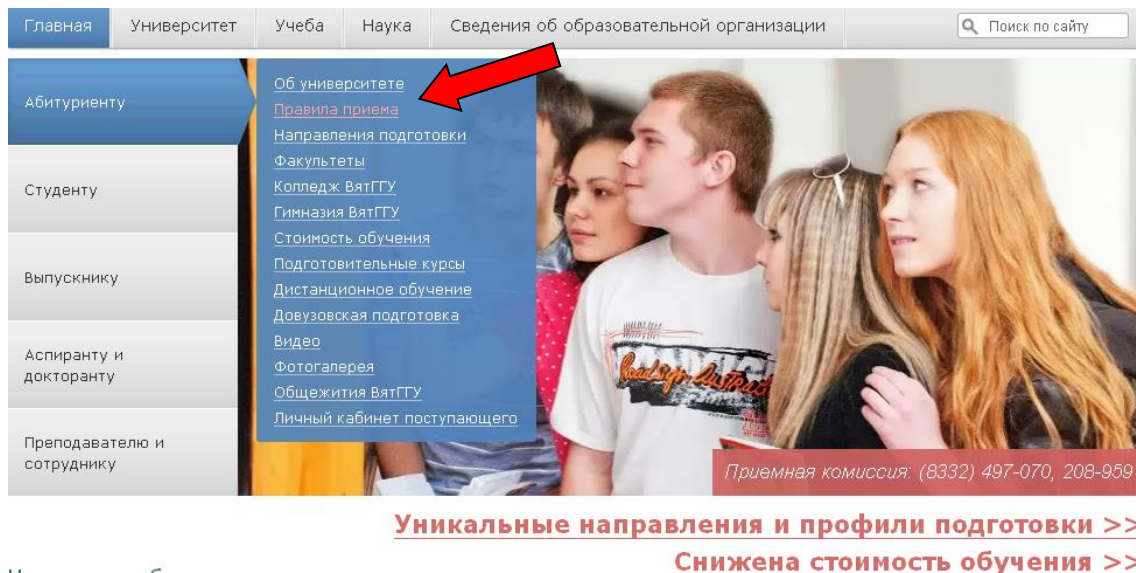 Главная Университет Учеба Наука Сведения об образовательной организации Поиск по сайту
Абитуриенту
Студенту
Выпускнику
Аспиранту и
докторанту
Преподавателю и
сотруднику
Об университете
Правила приема
Направления подготовки
Факультеты
Колледж ВятГГУ
Гимназия ВятГГУ
Стоимость обучения
Подготовительные курсы
Дистанционное обучение
Довузовская подготовка
Видео
Фотогалерея
Общежития ВятГГУ
Личный кабинет поступающего
Приемная комиссия: (8332) 497-070, 208-959
Уникальные направления и профили подготовки >>
Снижена стоимость обучения >>